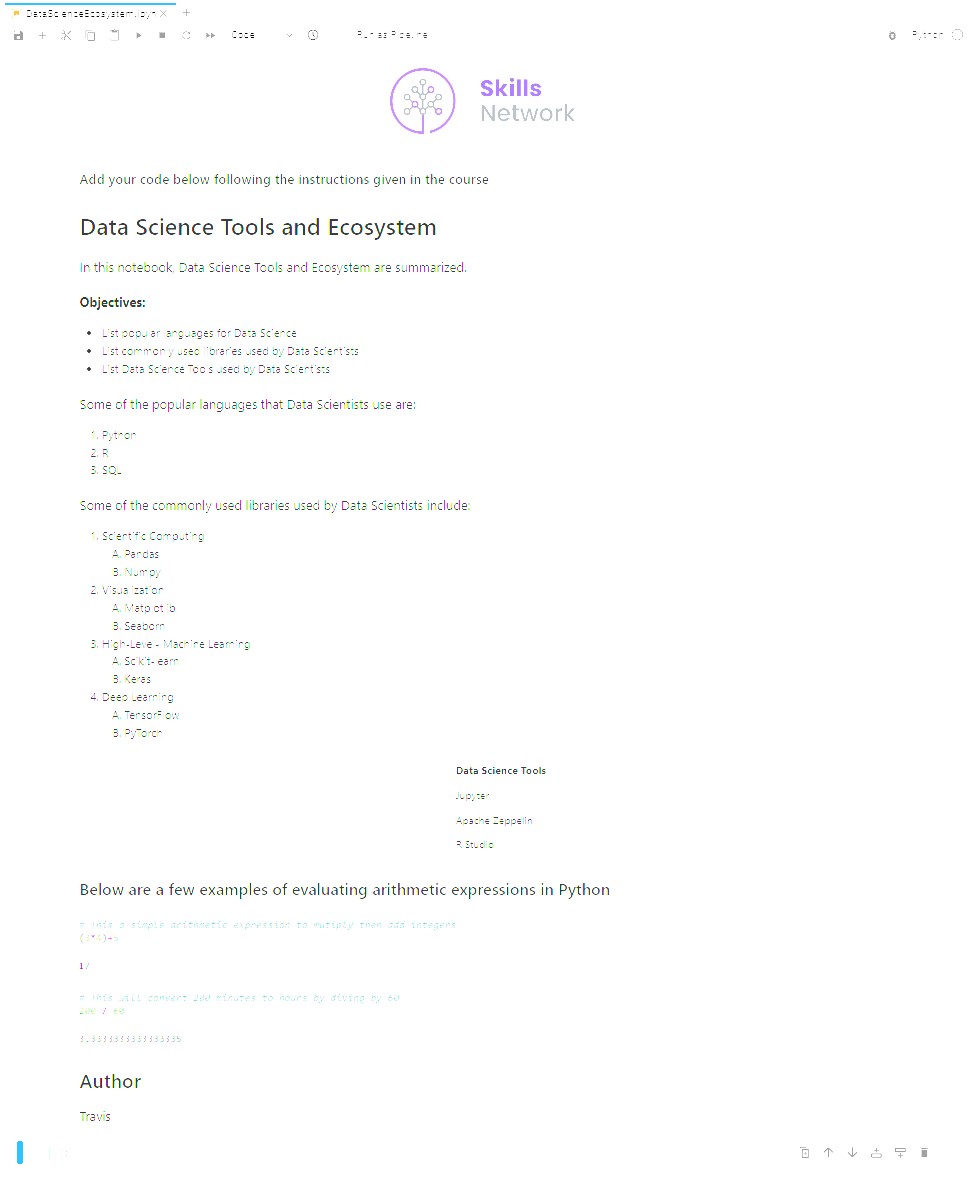 DataScienceEcosystem.ipyn
Code
Run as Pipeline
Python
Skills
Network
Add your code below following the instructions given in the course
Data Science Tools and Ecosystem
In this notebook, Data Science Tools and Ecosystem are summarized.
Objectives:
• List popular languages for Data Science
• List commonly used libraries used by Data Scientists
• List Data Science Tools used by Data Scientists
Some of the popular languages that Data Scientists use are:
1. Python
2. R
3. SQL
Some of the commonly used libraries used by Data Scientists include:
1. Scientific Computing
A. Pandas
B. Numpy
2. Visualization
A. Matplotlib
B. Seaborn
3. High-Level - Machine Learning
A. Scikit-learn
B. Keras
4. Deep Learning
A. TensorFlow
B. PyTorch
Data Science Tools
Jupyter
Apache Zeppelin
R Studio
Below are a few examples of evaluating arithmetic expressions in Python
# This a simple arithmetic expression to mutiply then add integers
(3*4)+5
17
# This will convert 200 minutes to hours by diving by 60
200 / 60
3.3333333333333335
Author
Travis